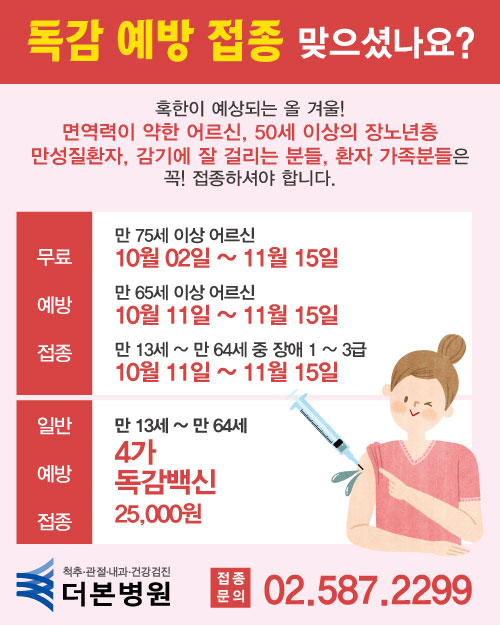 독감 예방 접종 맞으셨나요?
혹한이 예상되는 올 겨울!
면역력이 약한 어르신, 50세 이상의 장노년층
만성질환자, 감기에 잘 걸리는 분들, 환자 가족분들은
꼭! 접종하셔야 합니다.
무료
예방
접종
만 75세 이상 어르신
10월 02일 ~ 11월 15일
만 65세 이상 어르신
10월 11일 ~ 11월 15일
만 13세 ~ 만 64세 중 장애 1 ~ 3급
10월 11일 ~ 11월 15일
일반
예방
접종
만 13세 ~ 만 64세
4가
독감백신
25,000원
척추·관절·내과·건강검진
더본병원
접종
문의
02.587.2299